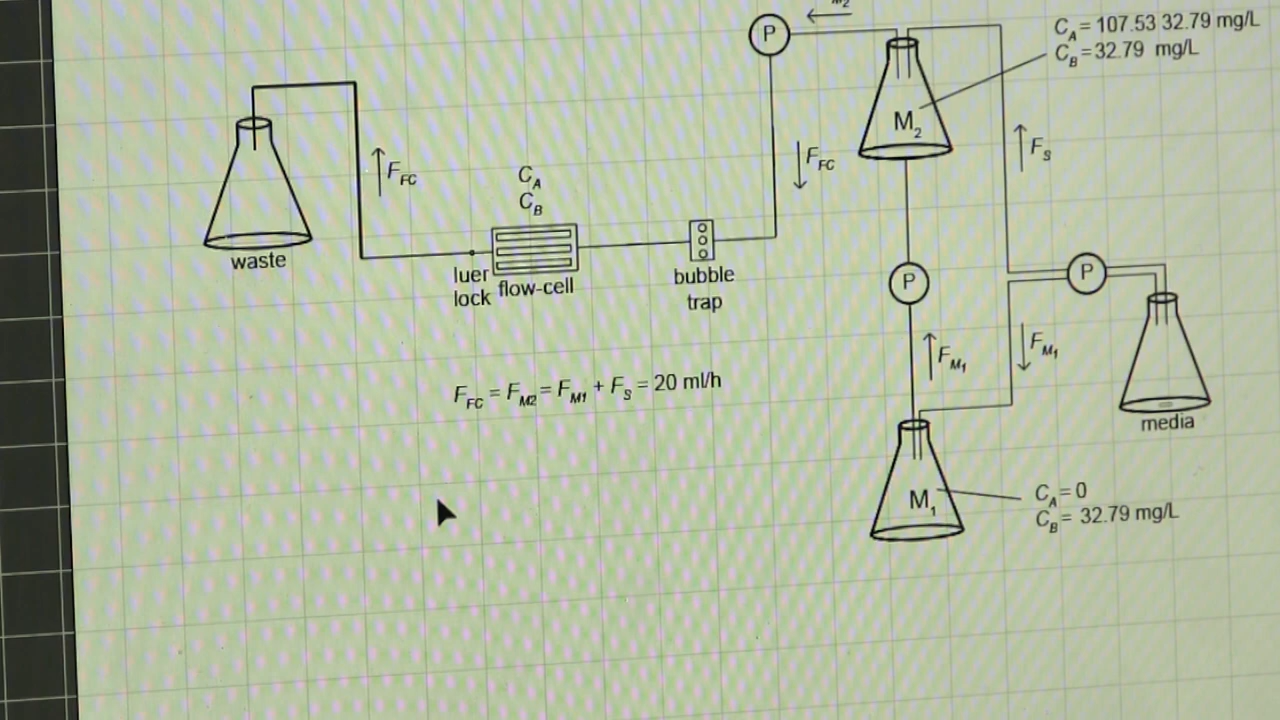 P
C_A = 107.53 32.79 mg/L
C_B = 32.79 mg/L
M_2
F_S
F_FC
F_FC
C_A
C_B
waste
luer
lock
flow-cell
bubble
trap
P
P
F_M1
F_M1
F_FC = F_M2 = F_M1 + F_S = 20 ml/h
media
M_1
C_A = 0
C_B = 32.79 mg/L